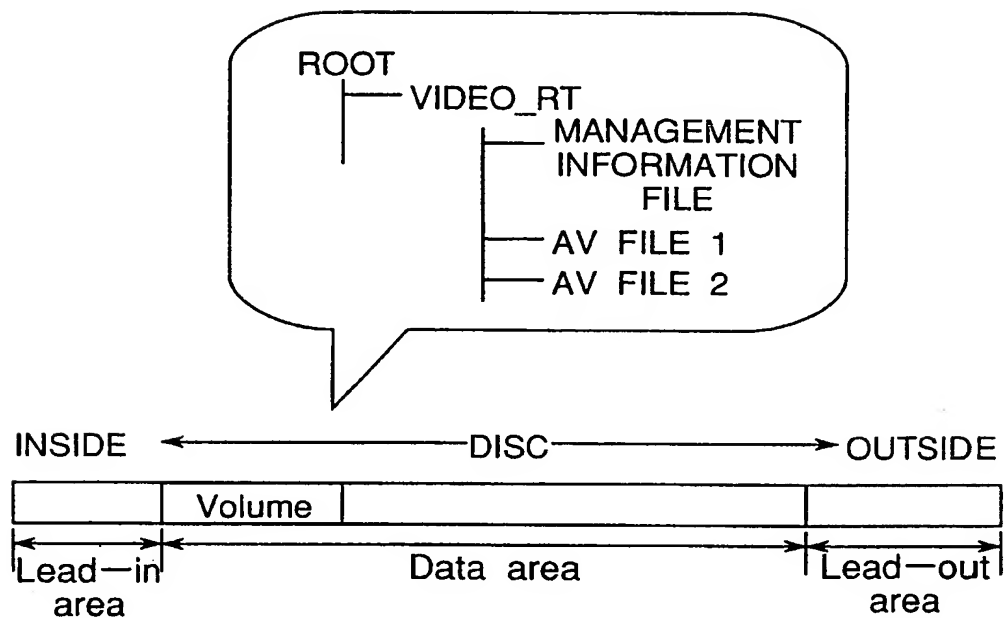 ROOT
VIDEO_RT
MANAGEMENT
INFORMATION
FILE
AV FILE 1
AV FILE 2
INSIDE
DISC
OUTSIDE
Volume
Lead-in
area
Data area
Lead-out
area